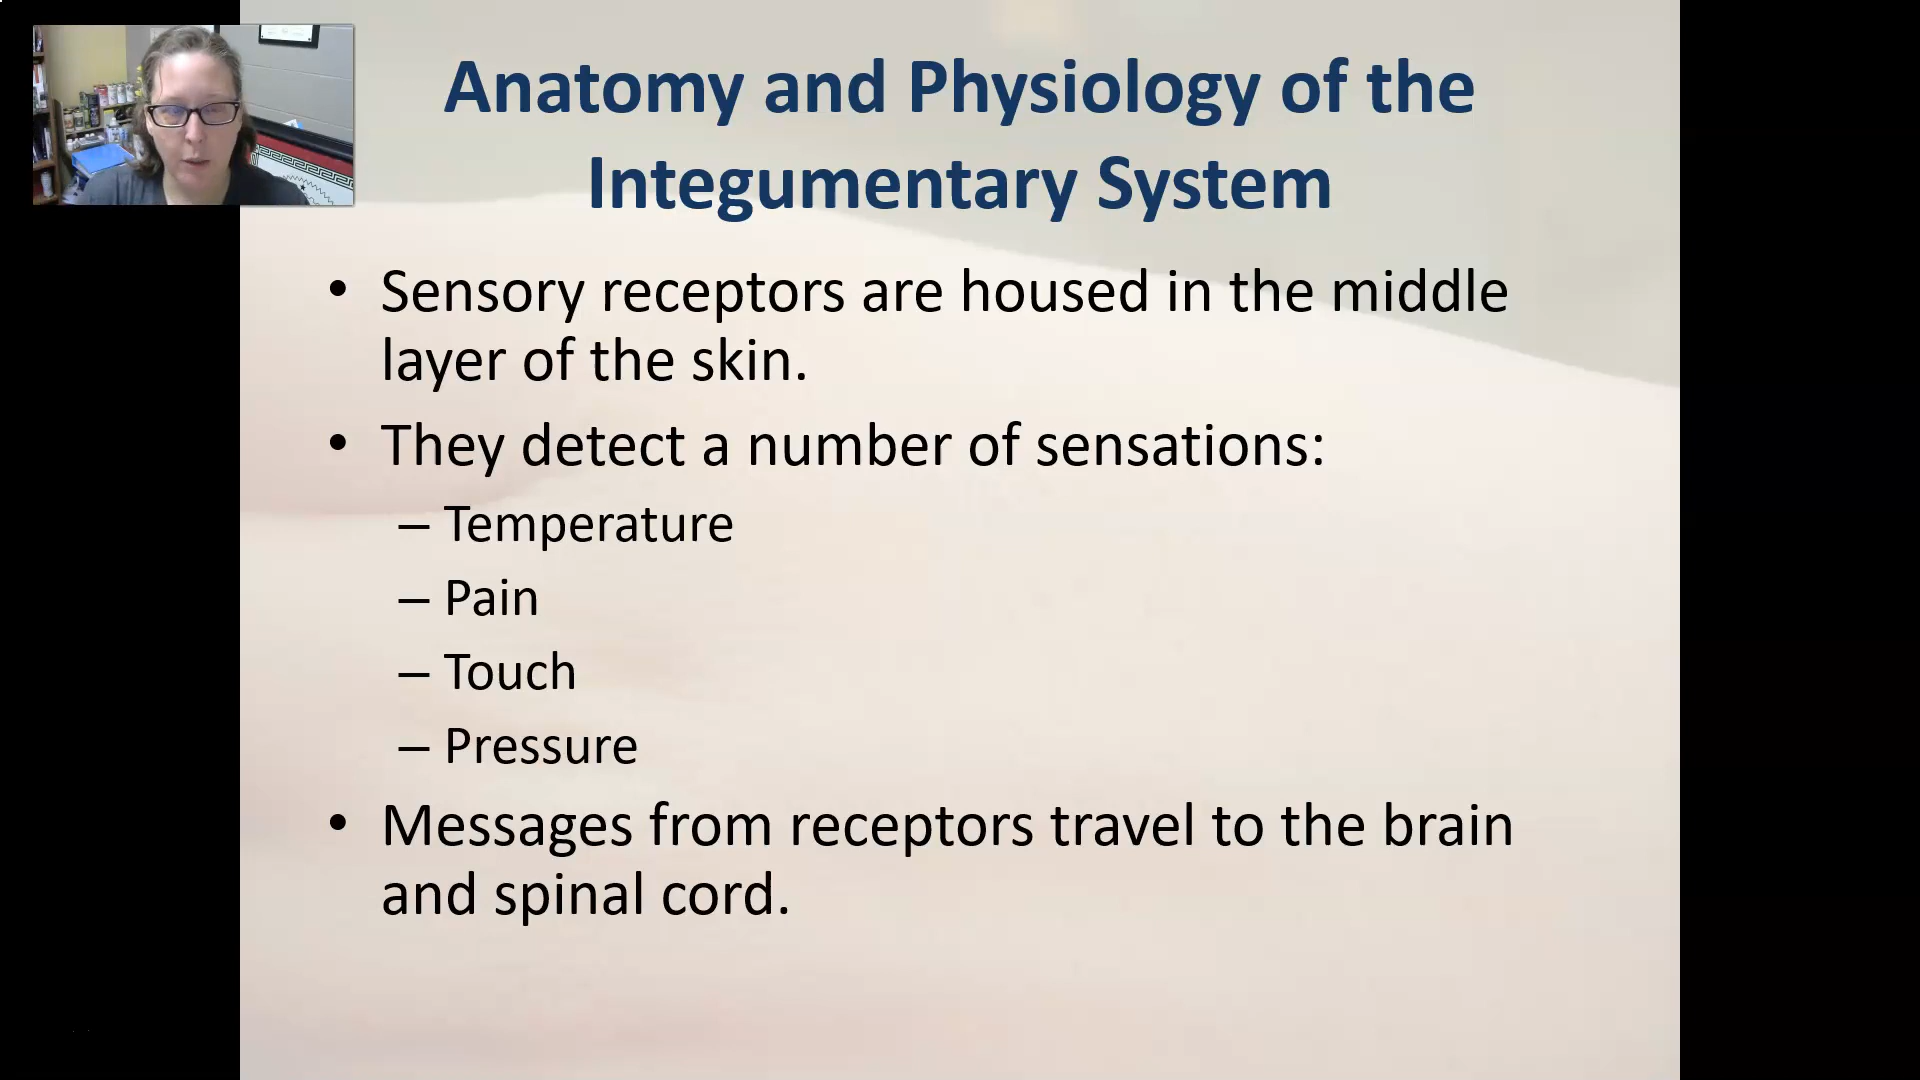 Anatomy and Physiology of the
Integumentary System
• Sensory receptors are housed in the middle
layer of the skin.
• They detect a number of sensations:
– Temperature
– Pain
– Touch
– Pressure
• Messages from receptors travel to the brain
and spinal cord.